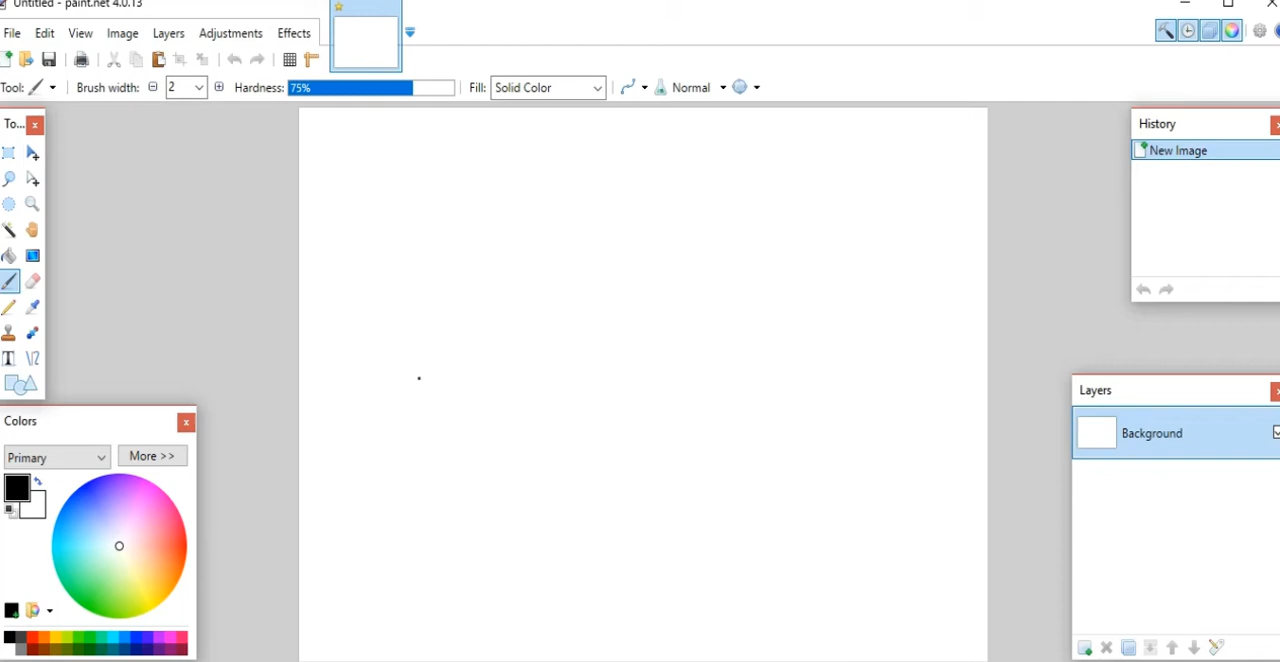 Untitled - paint.net 4.0.13
File Edit View Image Layers Adjustments Effects
Tool: Brush width: 2 Hardness: 75% Fill: Solid Color Normal
To...
History
New Image
Layers
Background
Colors
Primary More >>